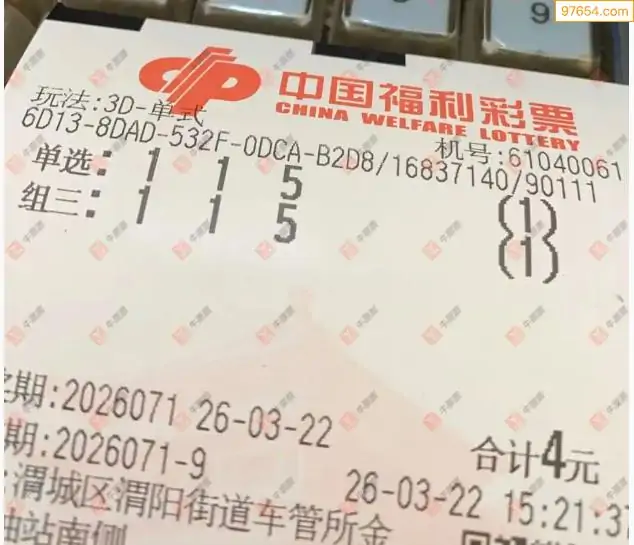 97654.com
9
中国福利彩票
CHINA WELFARE LOTTERY
玩法:3D-单式
机号:61040061
6D13-8DAD-532F-0DCA-B2D8/16837140/90111
单选: 1 1 5 (1)
组三: 1 1 5 (1)
期:2026071 26-03-22
合计4元
期:2026071-9
26-03-22 15:21:37
:渭城区渭阳街道车管所金
油站南侧